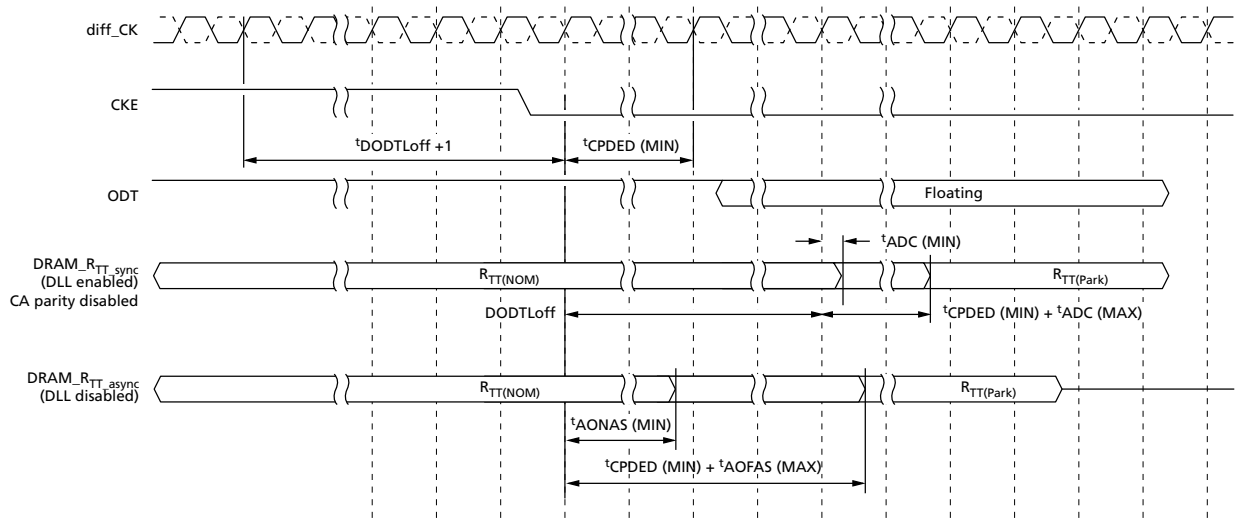 diff_CK
CKE
tDODTLoff +1
tCPDED (MIN)
ODT
Floating
tADC (MIN)
DRAM_RTT_sync
(DLL enabled)
CA parity disabled
RTT(NOM)
RTT(Park)
DODTLoff
tCPDED (MIN) + tADC (MAX)
DRAM_RTT_async
(DLL disabled)
RTT(NOM)
RTT(Park)
tAONAS (MIN)
tCPDED (MIN) + tAOFAS (MAX)